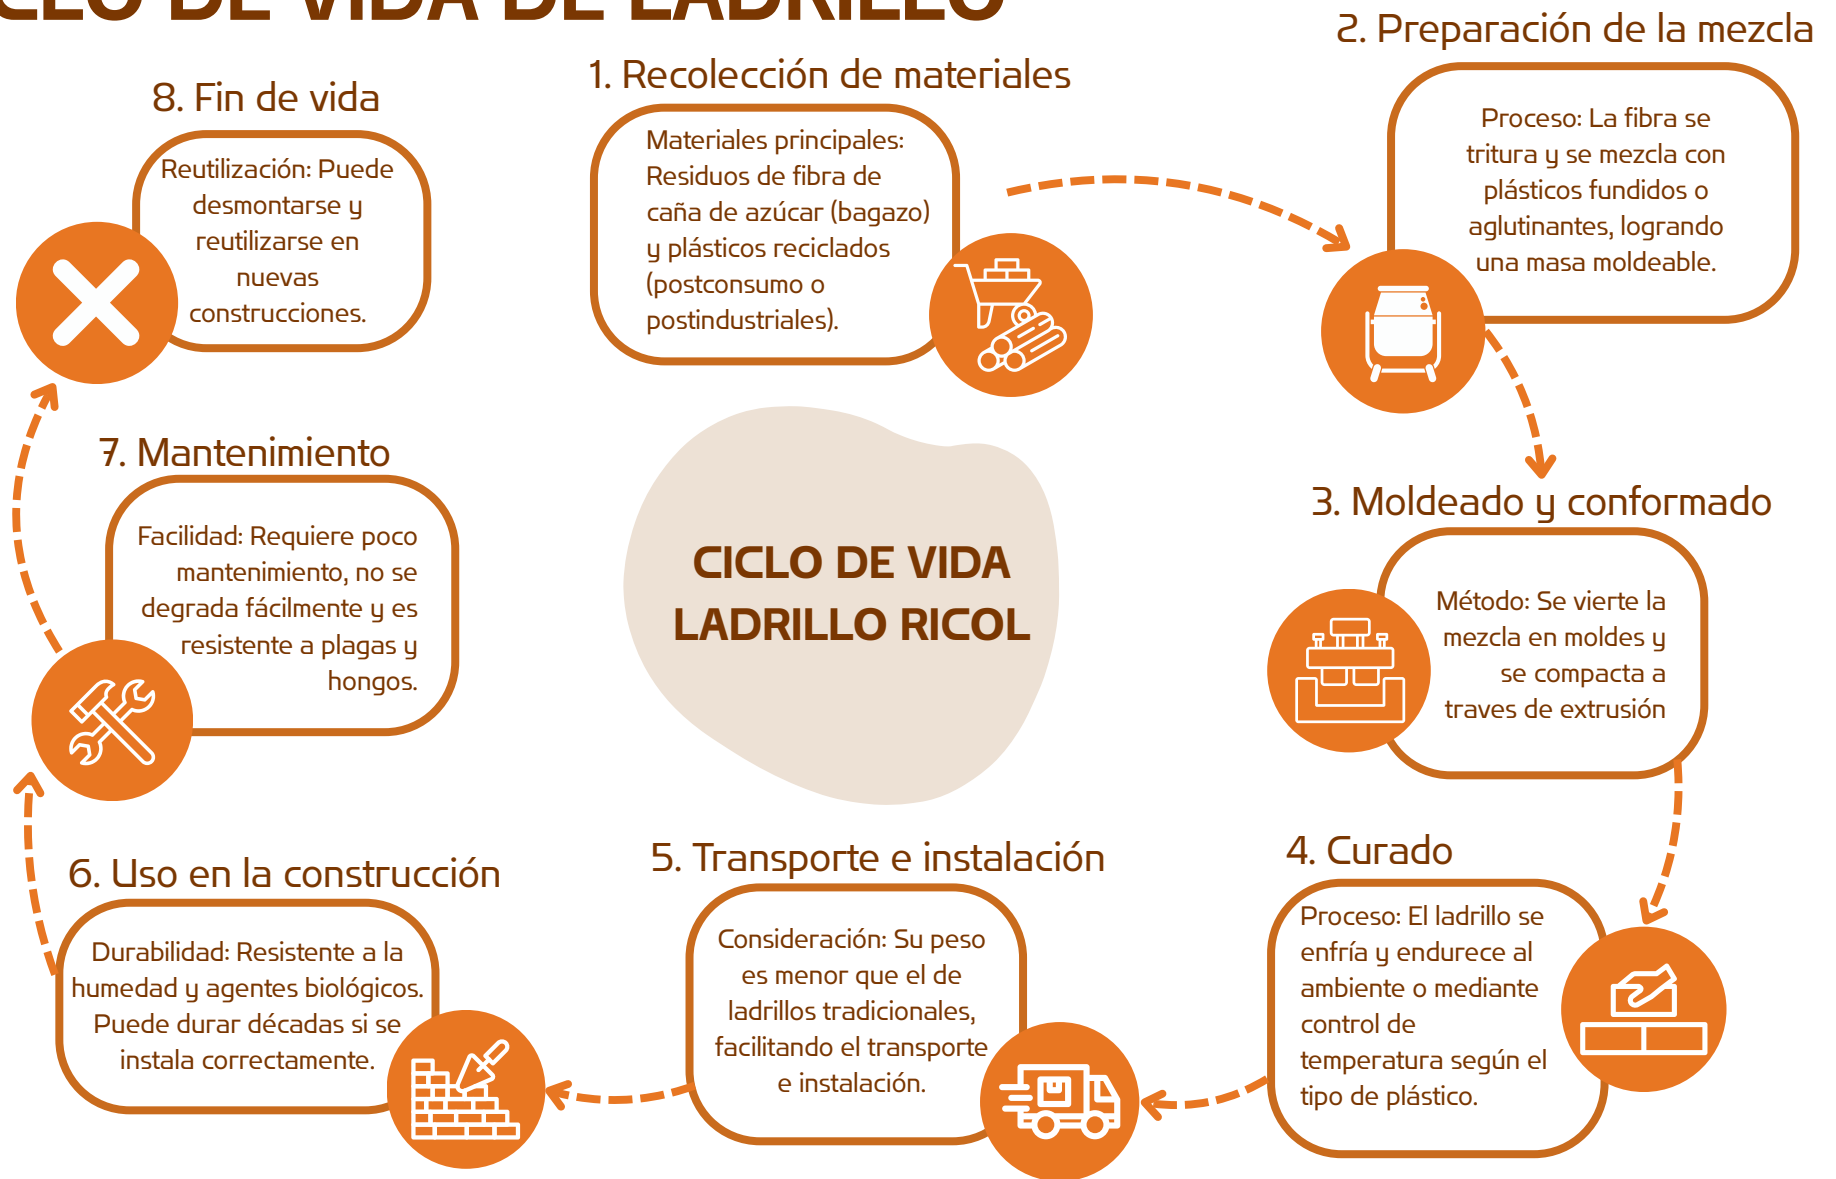 CLO DE VIDA DE LADRILLO
1. Recolección de materiales
Materiales principales:
Residuos de fibra de
caña de azúcar (bagazo)
y plásticos reciclados
(postconsumo o
postindustriales).
2. Preparación de la mezcla
Proceso: La fibra se
tritura y se mezcla con
plásticos fundidos o
aglutinantes, logrando
una masa moldeable.
3. Moldeado y conformado
Método: Se vierte la
mezcla en moldes y
se compacta a
traves de extrusión
4. Curado
Proceso: El ladrillo se
enfría y endurece al
ambiente o mediante
control de
temperatura según el
tipo de plástico.
5. Transporte e instalación
Consideración: Su peso
es menor que el de
ladrillos tradicionales,
facilitando el transporte
e instalación.
6. Uso en la construcción
Durabilidad: Resistente a la
humedad y agentes biológicos.
Puede durar décadas si se
instala correctamente.
7. Mantenimiento
Facilidad: Requiere poco
mantenimiento, no se
degrada fácilmente y es
resistente a plagas y
hongos.
8. Fin de vida
Reutilización: Puede
desmontarse y
reutilizarse en
nuevas
construcciones.
CICLO DE VIDA
LADRILLO RICOL